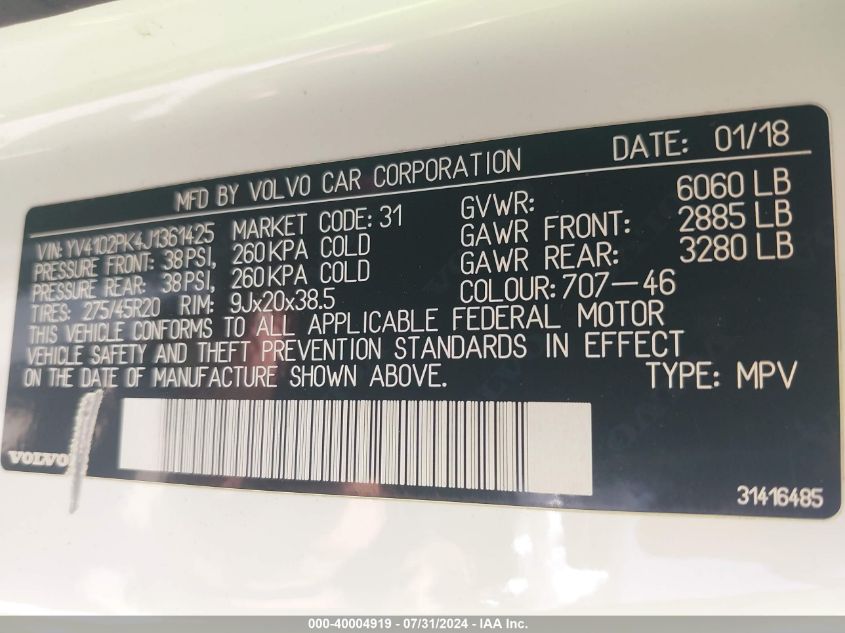 MFD BY VOLVO CAR CORPORATION DATE: 01/18
VIN: YV4102PK4J1361425 MARKET CODE: 31
PRESSURE FRONT: 38PSI, 260KPA COLD
PRESSURE REAR: 38PSI, 260KPA COLD
TIRES: 275/45R20 RIM: 9Jx20x38.5
GVWR: 6060 LB
GAWR FRONT: 2885 LB
GAWR REAR: 3280 LB
COLOUR: 707-46
THIS VEHICLE CONFORMS TO ALL APPLICABLE FEDERAL MOTOR
VEHICLE SAFETY AND THEFT PREVENTION STANDARDS IN EFFECT
ON THE DATE OF MANUFACTURE SHOWN ABOVE. TYPE: MPV
VOLVO
31416485
000-40004919 - 07/31/2024 - IAA Inc.